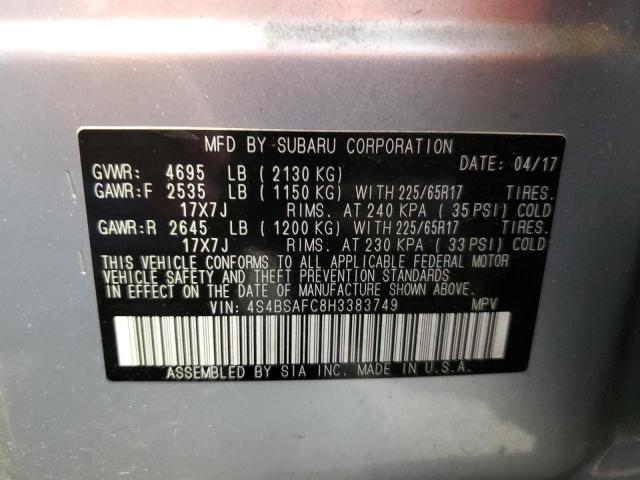 MFD BY SUBARU CORPORATION
DATE: 04/17
GVWR: 4695 LB (2130 KG)
GAWR:F 2535 LB (1150 KG) WITH 225/65R17 TIRES.
17X7J RIMS. AT 240 KPA (35 PSI) COLD
GAWR:R 2645 LB (1200 KG) WITH 225/65R17 TIRES.
17X7J RIMS. AT 230 KPA (33 PSI) COLD
THIS VEHICLE CONFORMS TO ALL APPLICABLE FEDERAL MOTOR
VEHICLE SAFETY AND THEFT PREVENTION STANDARDS
IN EFFECT ON THE DATE OF MANUFACTURE SHOWN ABOVE.
VIN: 4S4BSAFC8H3383749 MPV
ASSEMBLED BY SIA INC. MADE IN U.S.A.